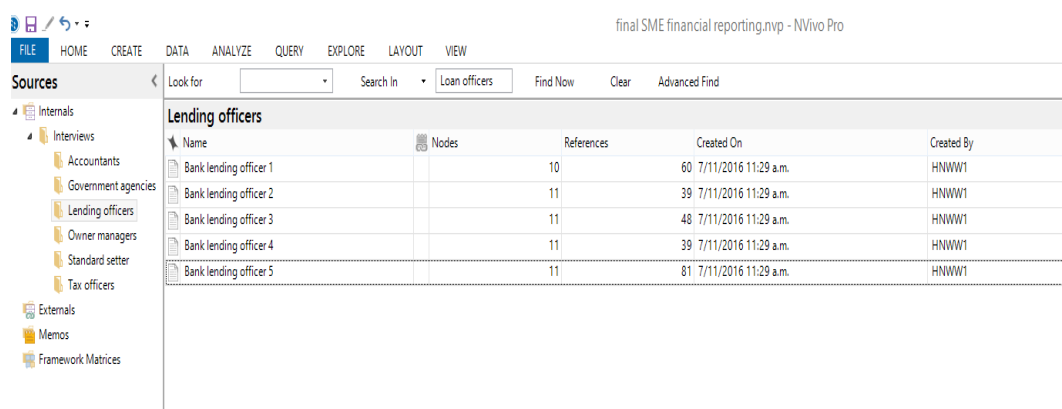 final SME financial reporting.nvp - NVivo Pro
FILE HOME CREATE DATA ANALYZE QUERY EXPLORE LAYOUT VIEW
Sources
Look for Search In Loan officers Find Now Clear Advanced Find
Internals
Interviews
Accountants
Government agencies
Lending officers
Owner managers
Standard setter
Tax officers
Externals
Memos
Framework Matrices
Lending officers
Name Nodes References Created On Created By
Bank lending officer 1 10 60 7/11/2016 11:29 a.m. HNWW1
Bank lending officer 2 11 39 7/11/2016 11:29 a.m. HNWW1
Bank lending officer 3 11 48 7/11/2016 11:29 a.m. HNWW1
Bank lending officer 4 11 39 7/11/2016 11:29 a.m. HNWW1
Bank lending officer 5 11 81 7/11/2016 11:29 a.m. HNWW1